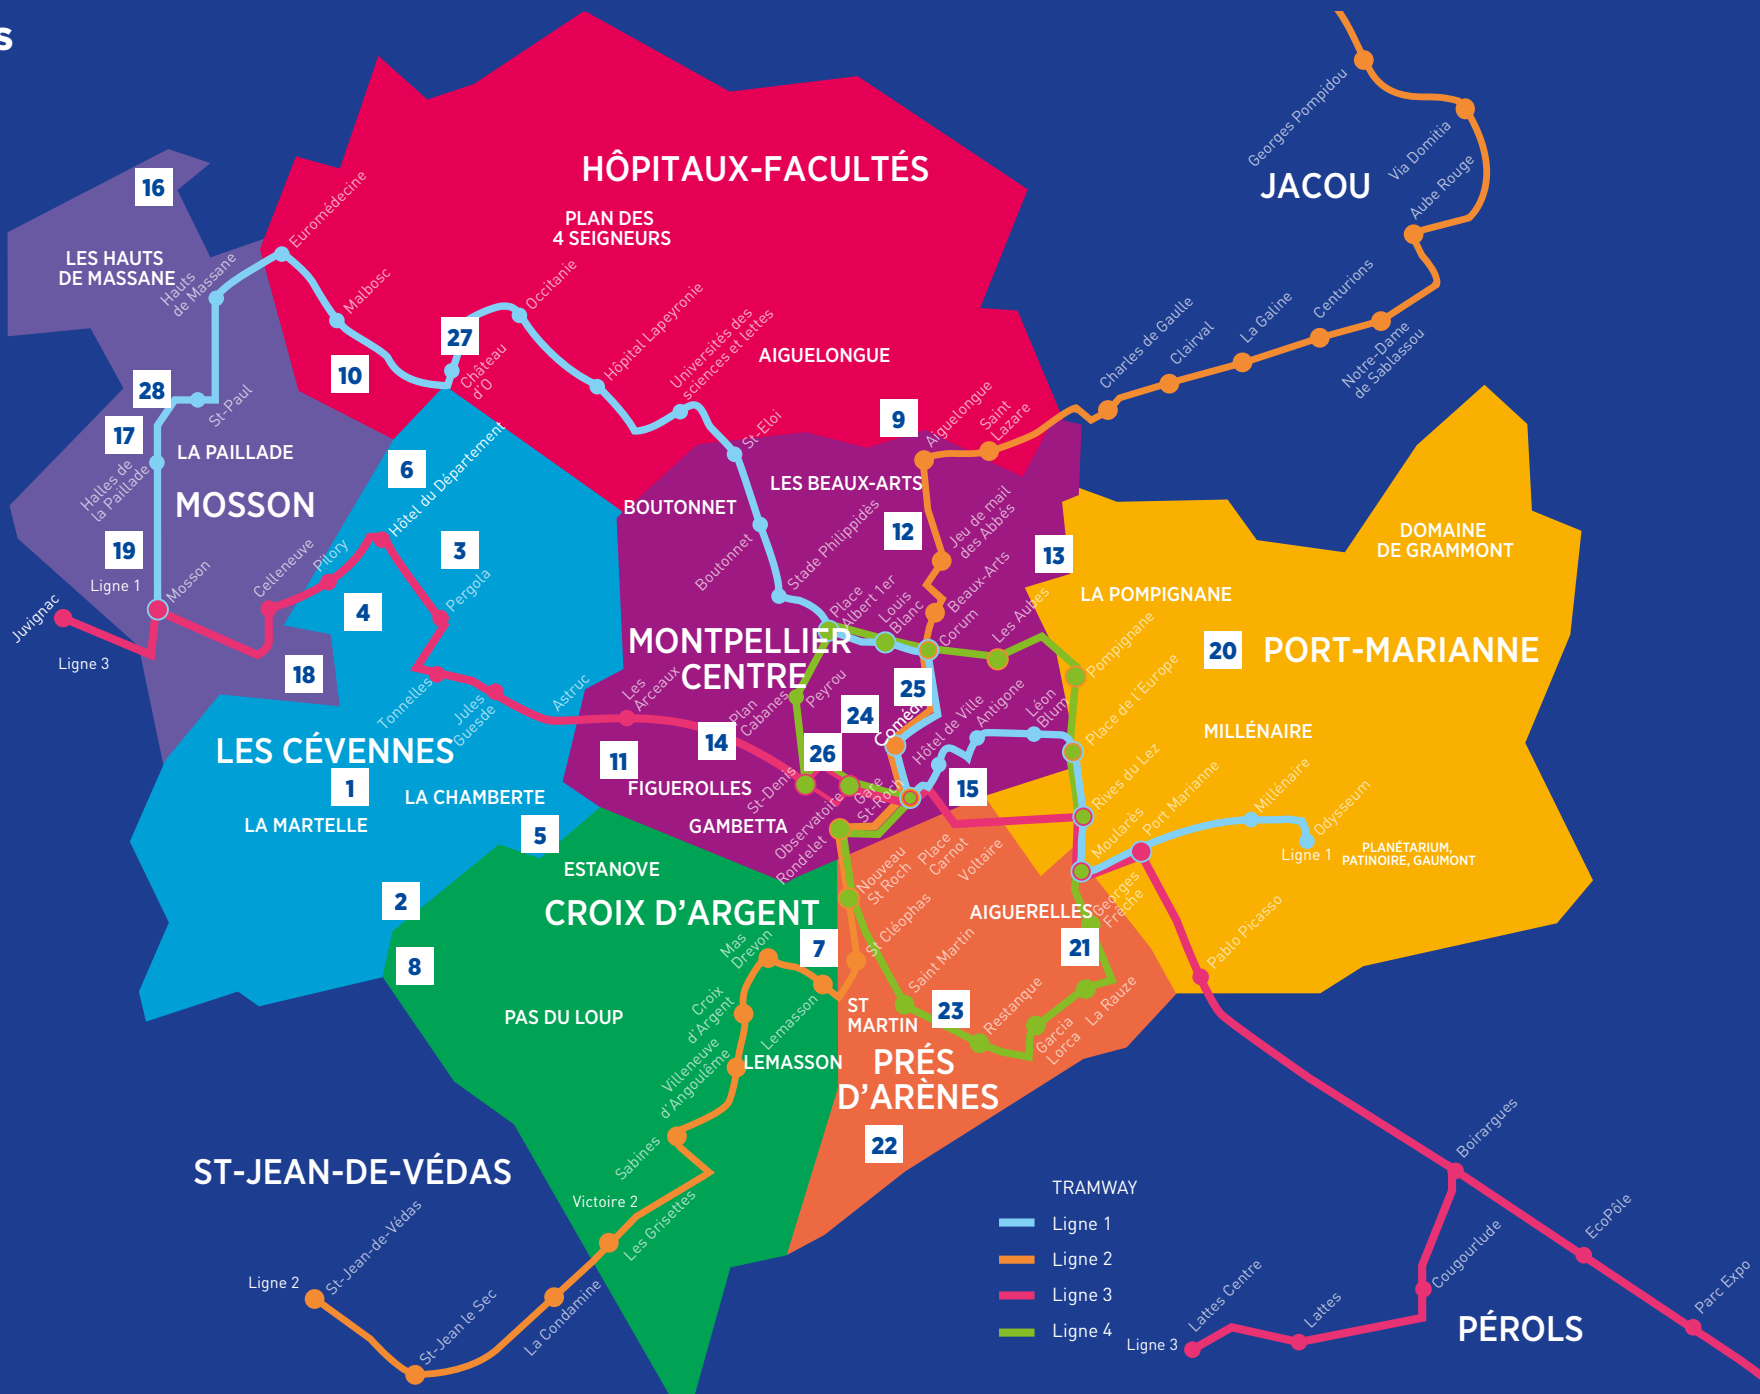 s
HÔPITAUX-FACULTÉS
PLAN DES
4 SEIGNEURS
AIGUELONGUE
JACOU
Georges Pompidou
Via Domitia
Aube Rouge
Notre-Dame
de Sablassou
Centurions
La Galine
Clairval
Charles de Gaulle
Saint
Lazare
Aiguelongue
16
LES HAUTS
DE MASSANE
Hauts
de Massane
Euromédecine
Malbosc
10
27
Château
d'O
Occitanie
Hôpital Lapeyronie
Universités des
sciences et lettes
St-Eloi
9
28
St-Paul
17
LA PAILLADE
Halles de
la Paillade
MOSSON
19
Ligne 1
Mosson
Juvignac
Ligne 3
Celleneuve
Pitory
Hôtel du Département
6
3
4
Pergola
18
Tonnelles
Jules
Guesde
Astruc
LES CÉVENNES
1
LA CHAMBERTE
LA MARTELLE
5
2
8
BOUTONNET
LES BEAUX-ARTS
12
13
Boutonnet
Stade Philippidès
Jeu de mail
des Abbés
Beaux-Arts
Place
Albert 1er
Louis
Blanc
Corum
Les Aubes
MONTPELLIER
CENTRE
Les
Arceaux
Plan
Cabanes
Peyrou
25
24
Comédie
Hôtel de Ville
Antigone
Léon
Blum
14
26
11
15
FIGUEROLLES
GAMBETTA
St-Denis
Observatoire
Gare
St-Roch
Rondelet
LA POMPIGNANE
Pompignane
20
PORT-MARIANNE
DOMAINE
DE GRAMMONT
Place de l'Europe
MILLÉNAIRE
Rives du Lez
Moularès
Port Marianne
Millénaire
Odysseum
Ligne 1
PLANÉTARIUM,
PATINOIRE, GAUMONT
Pablo Picasso
ESTANOVE
CROIX D'ARGENT
7
Mas
Drevon
Croix
d'Argent
Lemasson
Villeneuve
d'Angoulême
PAS DU LOUP
LEMASSON
Sabines
Victoire 2
Les Grisettes
Nouveau
St Roch
Place
Carnot
Voltaire
St Cléophas
AIGUERELLES
Georges
Frêche
21
Saint Martin
ST
MARTIN
23
Restanque
Garcia
Lorca
La Rauze
PRÉS
D'ARÈNES
22
ST-JEAN-DE-VÉDAS
Ligne 2
St-Jean-de-Védas
St-Jean le Sec
La Condamine
TRAMWAY
Ligne 1
Ligne 2
Ligne 3
Ligne 4
Ligne 3
Lattes Centre
Lattes
Cougourlude
Boirargues
EcoPôle
Parc Expo
PÉROLS